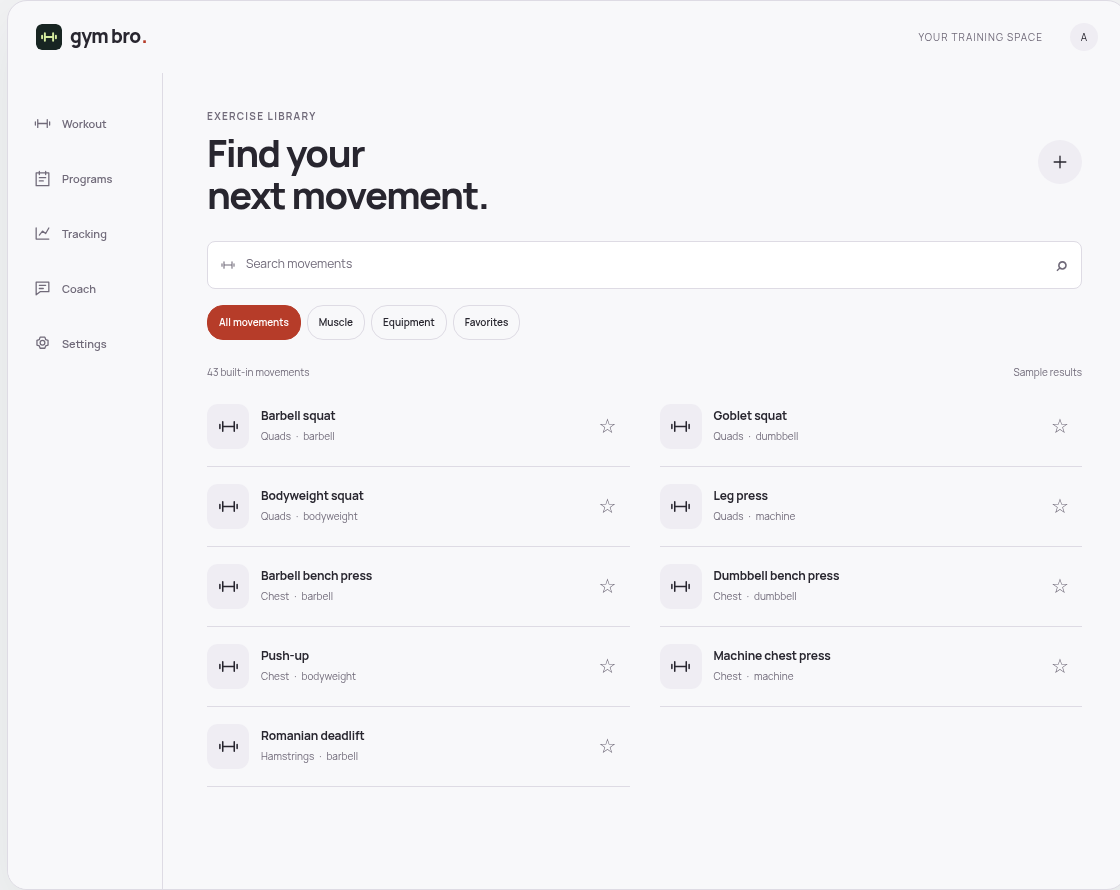 gym bro.
YOUR TRAINING SPACE
A
Workout
Programs
Tracking
Coach
Settings
EXERCISE LIBRARY
Find your
next movement.
Search movements
All movements
Muscle
Equipment
Favorites
43 built-in movements
Sample results
Barbell squat
Quads · barbell
Goblet squat
Quads · dumbbell
Bodyweight squat
Quads · bodyweight
Leg press
Quads · machine
Barbell bench press
Chest · barbell
Dumbbell bench press
Chest · dumbbell
Push-up
Chest · bodyweight
Machine chest press
Chest · machine
Romanian deadlift
Hamstrings · barbell